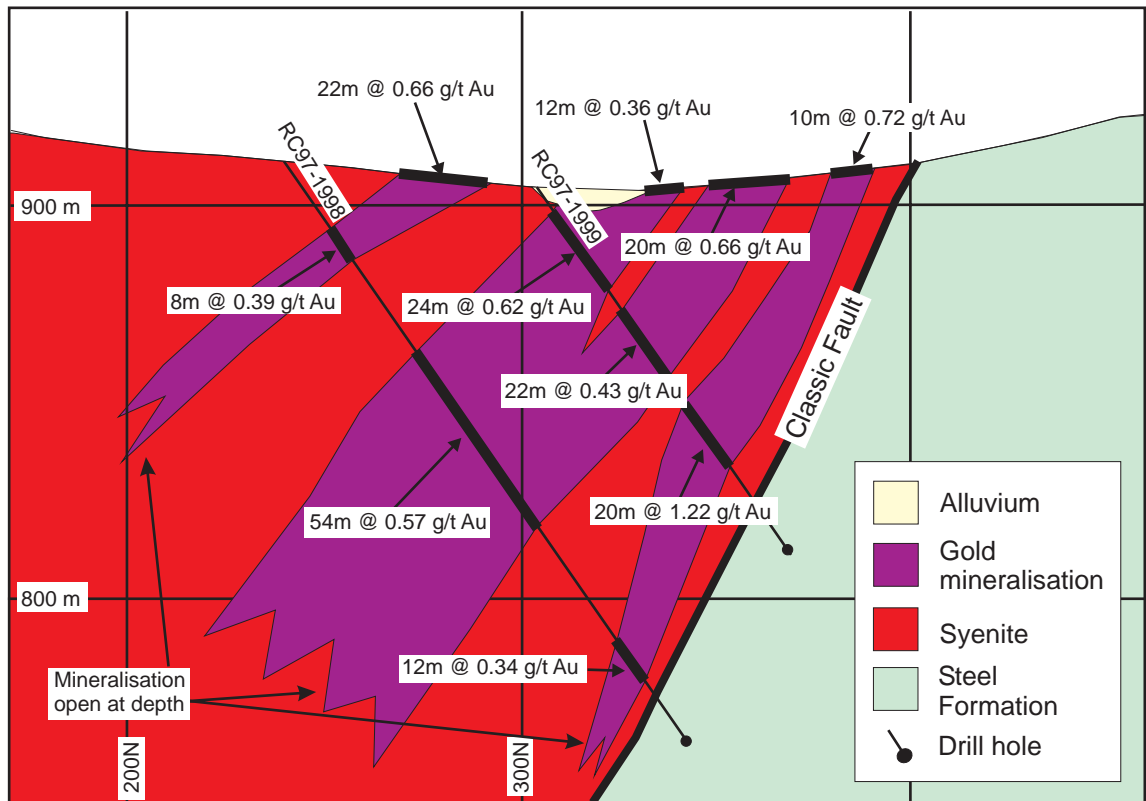 22m @ 0.66 g/t Au
12m @ 0.36 g/t Au
10m @ 0.72 g/t Au
RC97-1998
RC97-1999
900 m
20m @ 0.66 g/t Au
8m @ 0.39 g/t Au
24m @ 0.62 g/t Au
Classic Fault
22m @ 0.43 g/t Au
54m @ 0.57 g/t Au
20m @ 1.22 g/t Au
800 m
12m @ 0.34 g/t Au
Mineralisation
open at depth
200N
300N
Alluvium
Gold
mineralisation
Syenite
Steel
Formation
Drill hole